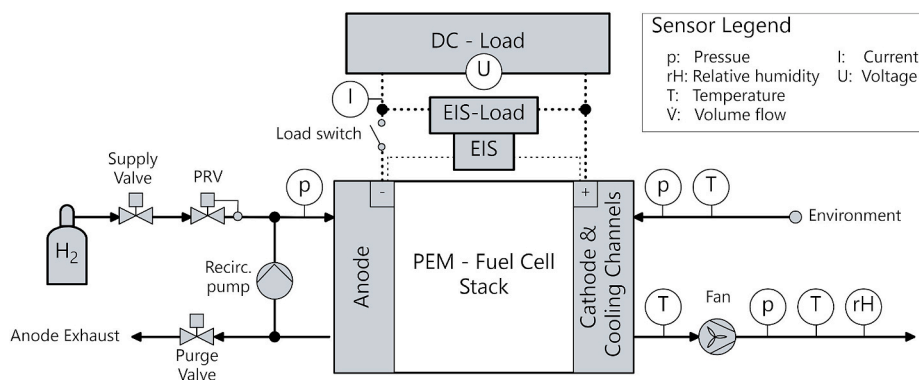 DC - Load
U
I
Load switch
EIS-Load
EIS
Sensor Legend
p: Pressue I: Current
rH: Relative humidity U: Voltage
T: Temperature
V̇: Volume flow
Supply
Valve
PRV
p
H2
Recirc.
pump
Anode Exhaust
Purge
Valve
-
Anode
PEM - Fuel Cell
Stack
+
Cathode &
Cooling Channels
p
T
Environment
T
Fan
p
T
rH